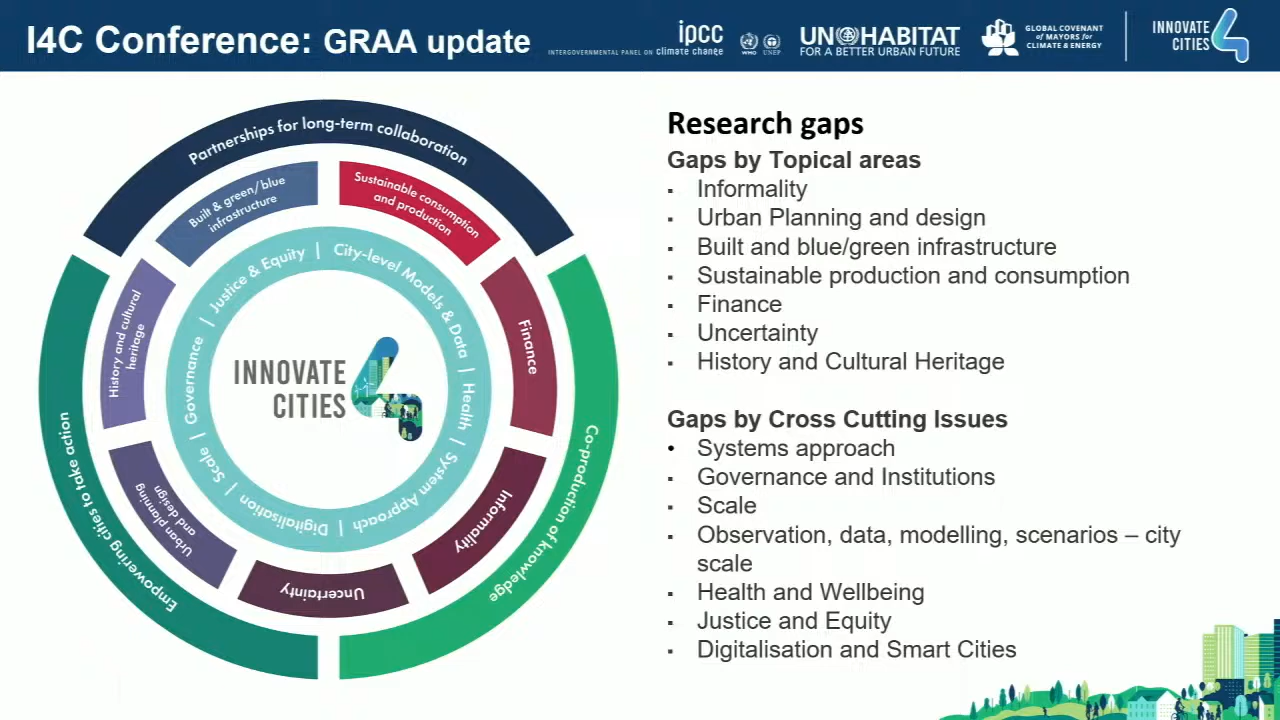 I4C Conference: GRAA update
INTERGOVERNMENTAL PANEL ON climate change
ipcc
WMO UNEP
UN HABITAT
FOR A BETTER URBAN FUTURE
GLOBAL COVENANT
of MAYORS for
CLIMATE & ENERGY
INNOVATE
CITIES
4
Partnerships for long-term collaboration
Built & green/blue
infrastructure
Sustainable consumption
and production
History and cultural
heritage
Finance
Urban planning
and design
Informality
Uncertainty
Empowering cities to take action
Co-production of knowledge
Justice & Equity | City-level Models & Data | Health | System Approach | Digitalisation | Scale | Governance |
INNOVATE
CITIES
4
Research gaps
Gaps by Topical areas
▪ Informality
▪ Urban Planning and design
▪ Built and blue/green infrastructure
▪ Sustainable production and consumption
▪ Finance
▪ Uncertainty
▪ History and Cultural Heritage
Gaps by Cross Cutting Issues
• Systems approach
▪ Governance and Institutions
▪ Scale
▪ Observation, data, modelling, scenarios – city
scale
▪ Health and Wellbeing
▪ Justice and Equity
▪ Digitalisation and Smart Cities